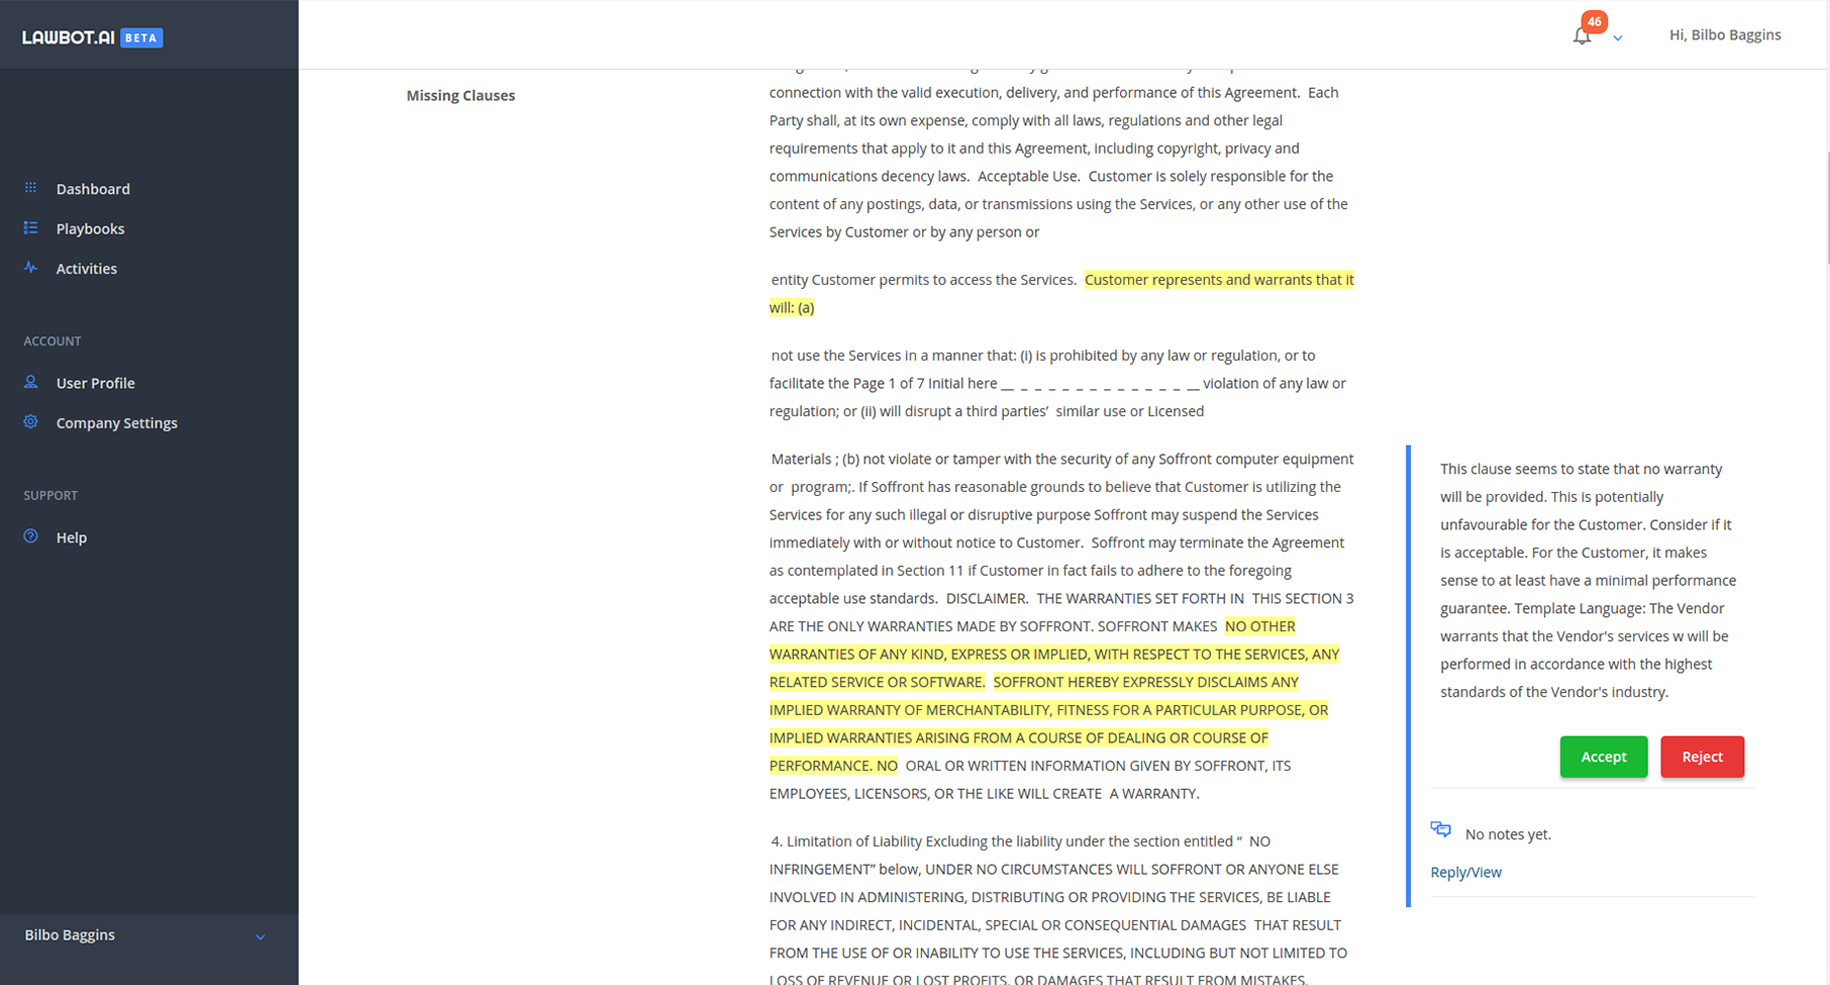 LAWBOT.AI BETA
46
Hi, Bilbo Baggins
Dashboard
Playbooks
Activities
ACCOUNT
User Profile
Company Settings
SUPPORT
Help
Bilbo Baggins
Missing Clauses
connection with the valid execution, delivery, and performance of this Agreement.  Each
Party shall, at its own expense, comply with all laws, regulations and other legal
requirements that apply to it and this Agreement, including copyright, privacy and
communications decency laws.  Acceptable Use.  Customer is solely responsible for the
content of any postings, data, or transmissions using the Services, or any other use of the
Services by Customer or by any person or
entity Customer permits to access the Services.  Customer represents and warrants that it
will: (a)
not use the Services in a manner that: (i) is prohibited by any law or regulation, or to
facilitate the Page 1 of 7 Initial here __ _ _ _ _ _ _ _ _ _ _ _ _ __ violation of any law or
regulation; or (ii) will disrupt a third parties’  similar use or Licensed
Materials ; (b) not violate or tamper with the security of any Soffront computer equipment
or  program;. If Soffront has reasonable grounds to believe that Customer is utilizing the
Services for any such illegal or disruptive purpose Soffront may suspend the Services
immediately with or without notice to Customer.  Soffront may terminate the Agreement
as contemplated in Section 11 if Customer in fact fails to adhere to the foregoing
acceptable use standards.  DISCLAIMER.  THE WARRANTIES SET FORTH IN  THIS SECTION 3
ARE THE ONLY WARRANTIES MADE BY SOFFRONT. SOFFRONT MAKES  NO OTHER
WARRANTIES OF ANY KIND, EXPRESS OR IMPLIED, WITH RESPECT TO THE SERVICES, ANY
RELATED SERVICE OR SOFTWARE.  SOFFRONT HEREBY EXPRESSLY DISCLAIMS ANY
IMPLIED WARRANTY OF MERCHANTABILITY, FITNESS FOR A PARTICULAR PURPOSE, OR
IMPLIED WARRANTIES ARISING FROM A COURSE OF DEALING OR COURSE OF
PERFORMANCE. NO  ORAL OR WRITTEN INFORMATION GIVEN BY SOFFRONT, ITS
EMPLOYEES, LICENSORS, OR THE LIKE WILL CREATE  A WARRANTY.
4. Limitation of Liability Excluding the liability under the section entitled “  NO
INFRINGEMENT” below, UNDER NO CIRCUMSTANCES WILL SOFFRONT OR ANYONE ELSE
INVOLVED IN ADMINISTERING, DISTRIBUTING OR PROVIDING THE SERVICES, BE LIABLE
FOR ANY INDIRECT, INCIDENTAL, SPECIAL OR CONSEQUENTIAL DAMAGES  THAT RESULT
FROM THE USE OF OR INABILITY TO USE THE SERVICES, INCLUDING BUT NOT LIMITED TO
LOSS OF REVENUE OR LOST PROFITS, OR DAMAGES THAT RESULT FROM MISTAKES,
This clause seems to state that no warranty
will be provided. This is potentially
unfavourable for the Customer. Consider if it
is acceptable. For the Customer, it makes
sense to at least have a minimal performance
guarantee. Template Language: The Vendor
warrants that the Vendor's services w will be
performed in accordance with the highest
standards of the Vendor's industry.
Accept
Reject
No notes yet.
Reply/View